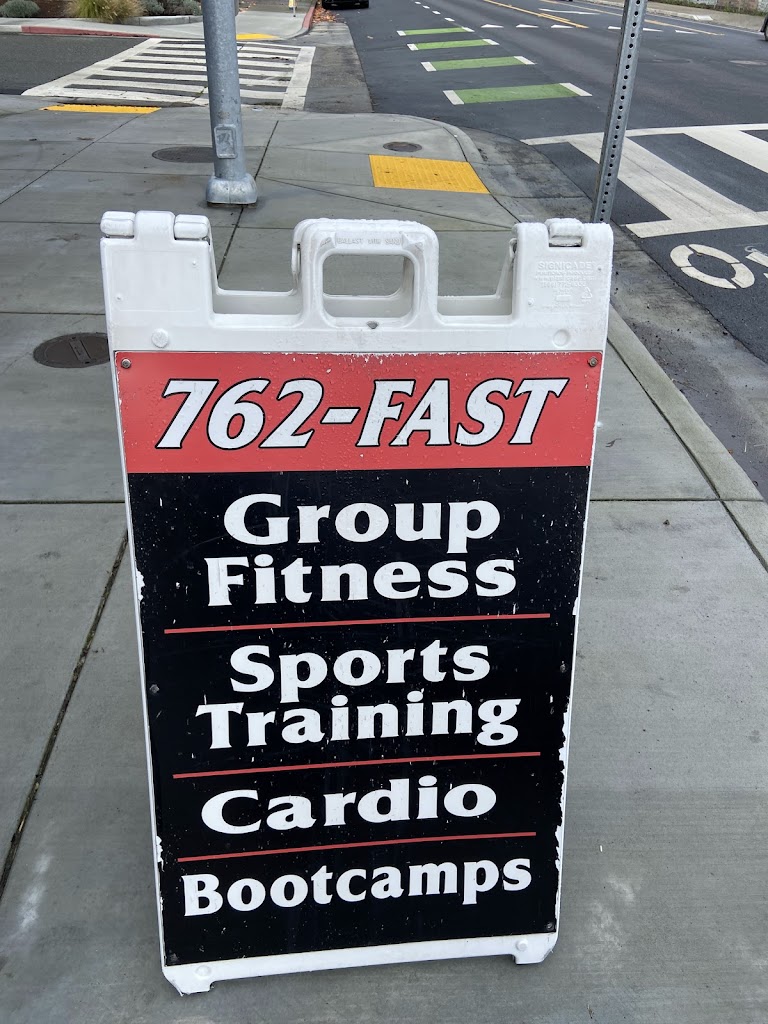 762-FAST
Group
Fitness
Sports
Training
Cardio
Bootcamps